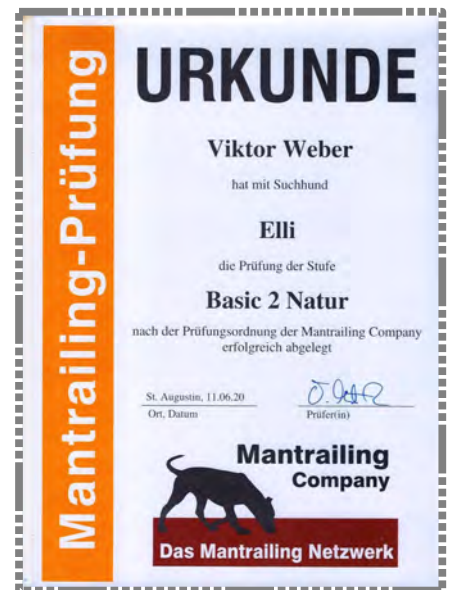 Mantrailing-Prüfung
URKUNDE
Viktor Weber
hat mit Suchhund
Elli
die Prüfung der Stufe
Basic 2 Natur
nach der Prüfungsordnung der Mantrailing Company
erfolgreich abgelegt
St. Augustin, 11.06.20
Ort, Datum
Prüfer(in)
Mantrailing
Company
Das Mantrailing Netzwerk